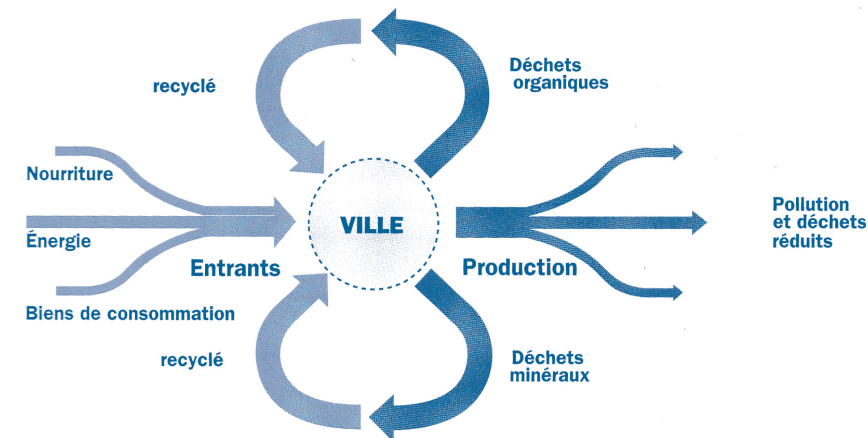 recyclé
Déchets
organiques
Nourriture
Énergie
Biens de consommation
Entrants
VILLE
Production
Pollution
et déchets
réduits
recyclé
Déchets
minéraux